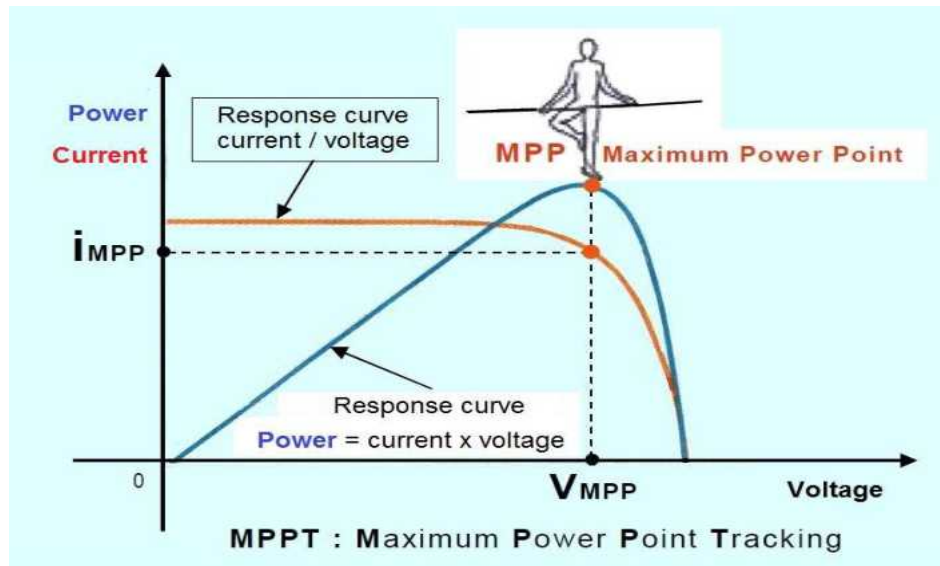 Power
Current
Response curve
current / voltage
MPP Maximum Power Point
iMPP
Response curve
Power = current x voltage
0
VMPP
Voltage
MPPT : Maximum Power Point Tracking